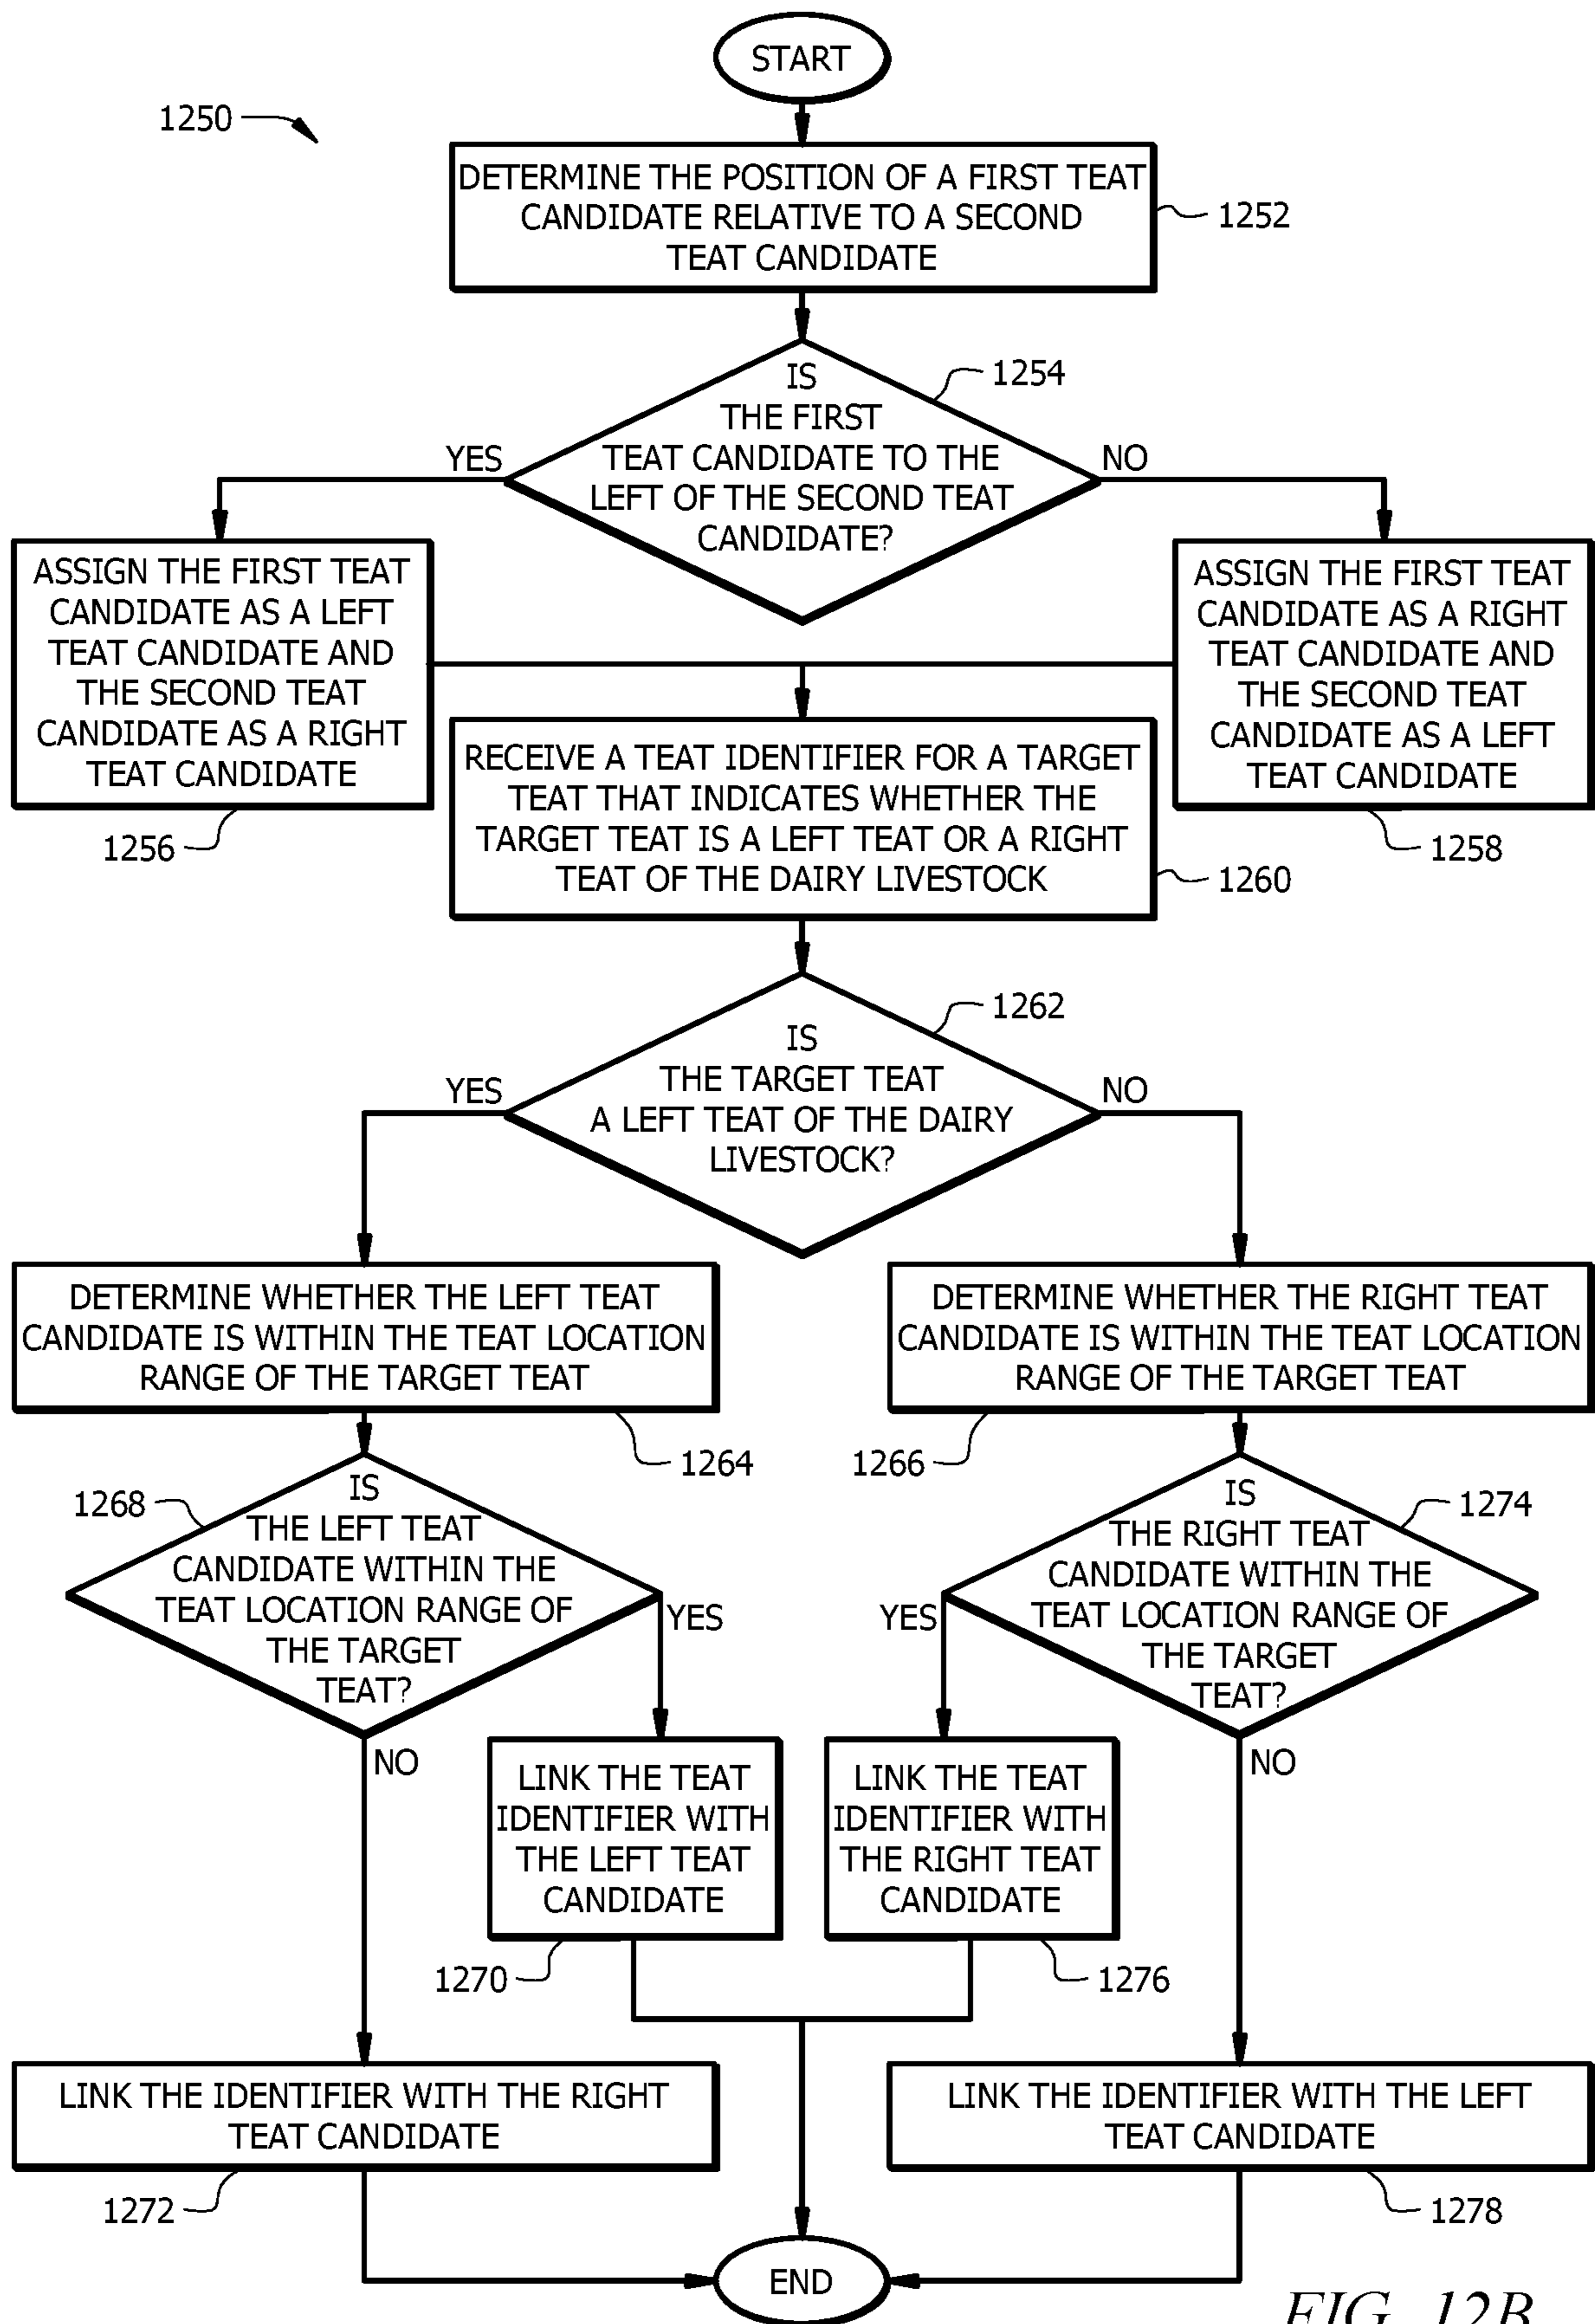 START
1250
DETERMINE THE POSITION OF A FIRST TEAT
CANDIDATE RELATIVE TO A SECOND
TEAT CANDIDATE
1252
IS
THE FIRST
TEAT CANDIDATE TO THE
LEFT OF THE SECOND TEAT
CANDIDATE?
1254
YES
NO
ASSIGN THE FIRST TEAT
CANDIDATE AS A LEFT
TEAT CANDIDATE AND
THE SECOND TEAT
CANDIDATE AS A RIGHT
TEAT CANDIDATE
1256
ASSIGN THE FIRST TEAT
CANDIDATE AS A RIGHT
TEAT CANDIDATE AND
THE SECOND TEAT
CANDIDATE AS A LEFT
TEAT CANDIDATE
1258
RECEIVE A TEAT IDENTIFIER FOR A TARGET
TEAT THAT INDICATES WHETHER THE
TARGET TEAT IS A LEFT TEAT OR A RIGHT
TEAT OF THE DAIRY LIVESTOCK
1260
IS
THE TARGET TEAT
A LEFT TEAT OF THE DAIRY
LIVESTOCK?
1262
YES
NO
DETERMINE WHETHER THE LEFT TEAT
CANDIDATE IS WITHIN THE TEAT LOCATION
RANGE OF THE TARGET TEAT
1264
DETERMINE WHETHER THE RIGHT TEAT
CANDIDATE IS WITHIN THE TEAT LOCATION
RANGE OF THE TARGET TEAT
1266
1268
IS
THE LEFT TEAT
CANDIDATE WITHIN THE
TEAT LOCATION RANGE OF
THE TARGET
TEAT?
YES
NO
IS
THE RIGHT TEAT
CANDIDATE WITHIN THE
TEAT LOCATION RANGE OF
THE TARGET
TEAT?
1274
YES
NO
LINK THE TEAT
IDENTIFIER WITH
THE LEFT TEAT
CANDIDATE
1270
LINK THE TEAT
IDENTIFIER WITH
THE RIGHT TEAT
CANDIDATE
1276
LINK THE IDENTIFIER WITH THE RIGHT
TEAT CANDIDATE
1272
LINK THE IDENTIFIER WITH THE LEFT
TEAT CANDIDATE
1278
END
FIG. 12B